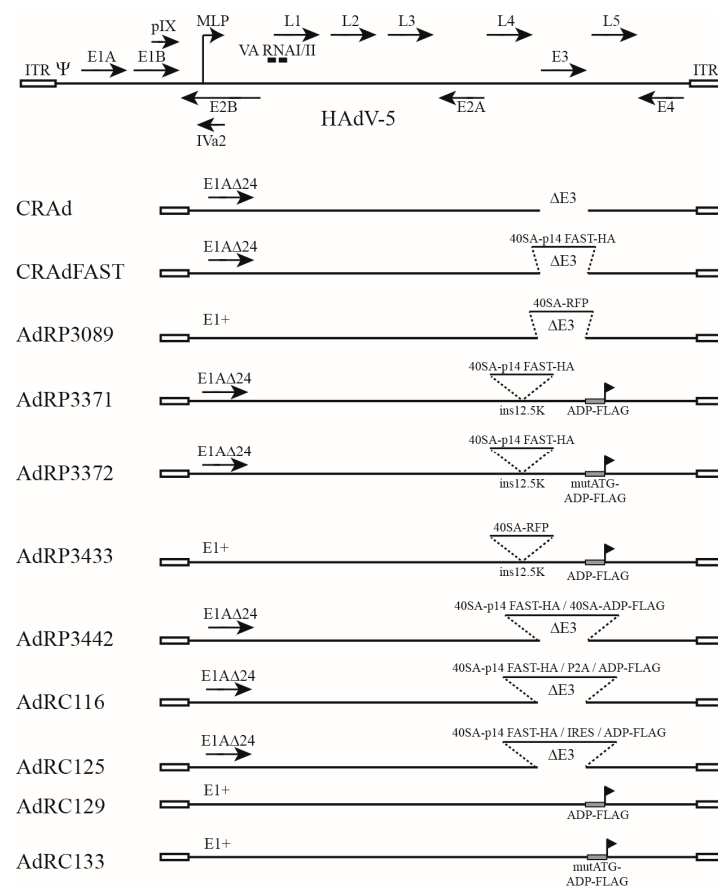 pIX MLP L1 L2 L3 L4 L5
VA RNAI/II
ITR Ψ E1A E1B E3 ITR
E2B HAdV-5 E2A E4
IVa2
E1AΔ24
CRAd ΔE3
40SA-p14 FAST-HA
E1AΔ24
CRAdFAST ΔE3
40SA-RFP
E1+
AdRP3089 ΔE3
40SA-p14 FAST-HA
E1AΔ24
AdRP3371
ins12.5K ADP-FLAG
40SA-p14 FAST-HA
E1AΔ24
AdRP3372
ins12.5K mutATG-
ADP-FLAG
40SA-RFP
E1+
AdRP3433
ins12.5K ADP-FLAG
40SA-p14 FAST-HA / 40SA-ADP-FLAG
E1AΔ24
AdRP3442 ΔE3
40SA-p14 FAST-HA / P2A / ADP-FLAG
E1AΔ24
AdRC116 ΔE3
40SA-p14 FAST-HA / IRES / ADP-FLAG
E1AΔ24
AdRC125 ΔE3
E1+
AdRC129
ADP-FLAG
E1+
AdRC133
mutATG-
ADP-FLAG